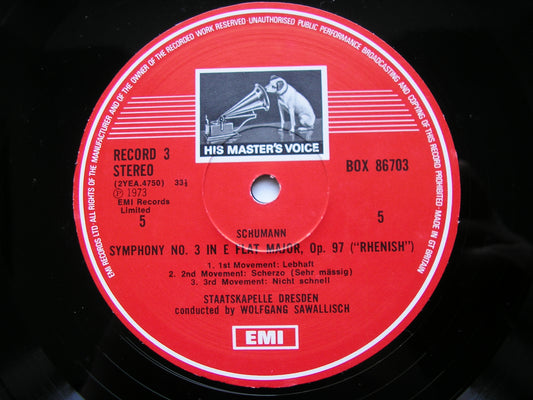 EMI RECORDS LTD ALL RIGHTS OF THE MANUFACTURER AND OF THE OWNER OF THE RECORDED WORK RESERVED · UNAUTHORISED PUBLIC PERFORMANCE BROADCASTING AND COPYING OF THIS RECORD PROHIBITED · MADE IN GT BRITAIN
HIS MASTER'S VOICE
RECORD 3
STEREO
BOX 86703
(2YEA.4750) 33⅓
Ⓟ 1973
EMI Records
Limited
5
5
SCHUMANN
SYMPHONY NO. 3 IN E FLAT MAJOR, Op. 97 ("RHENISH")
1. 1st Movement: Lebhaft
2. 2nd Movement: Scherzo (Sehr mässig)
3. 3rd Movement: Nicht schnell
STAATSKAPELLE DRESDEN
conducted by WOLFGANG SAWALLISCH
EMI